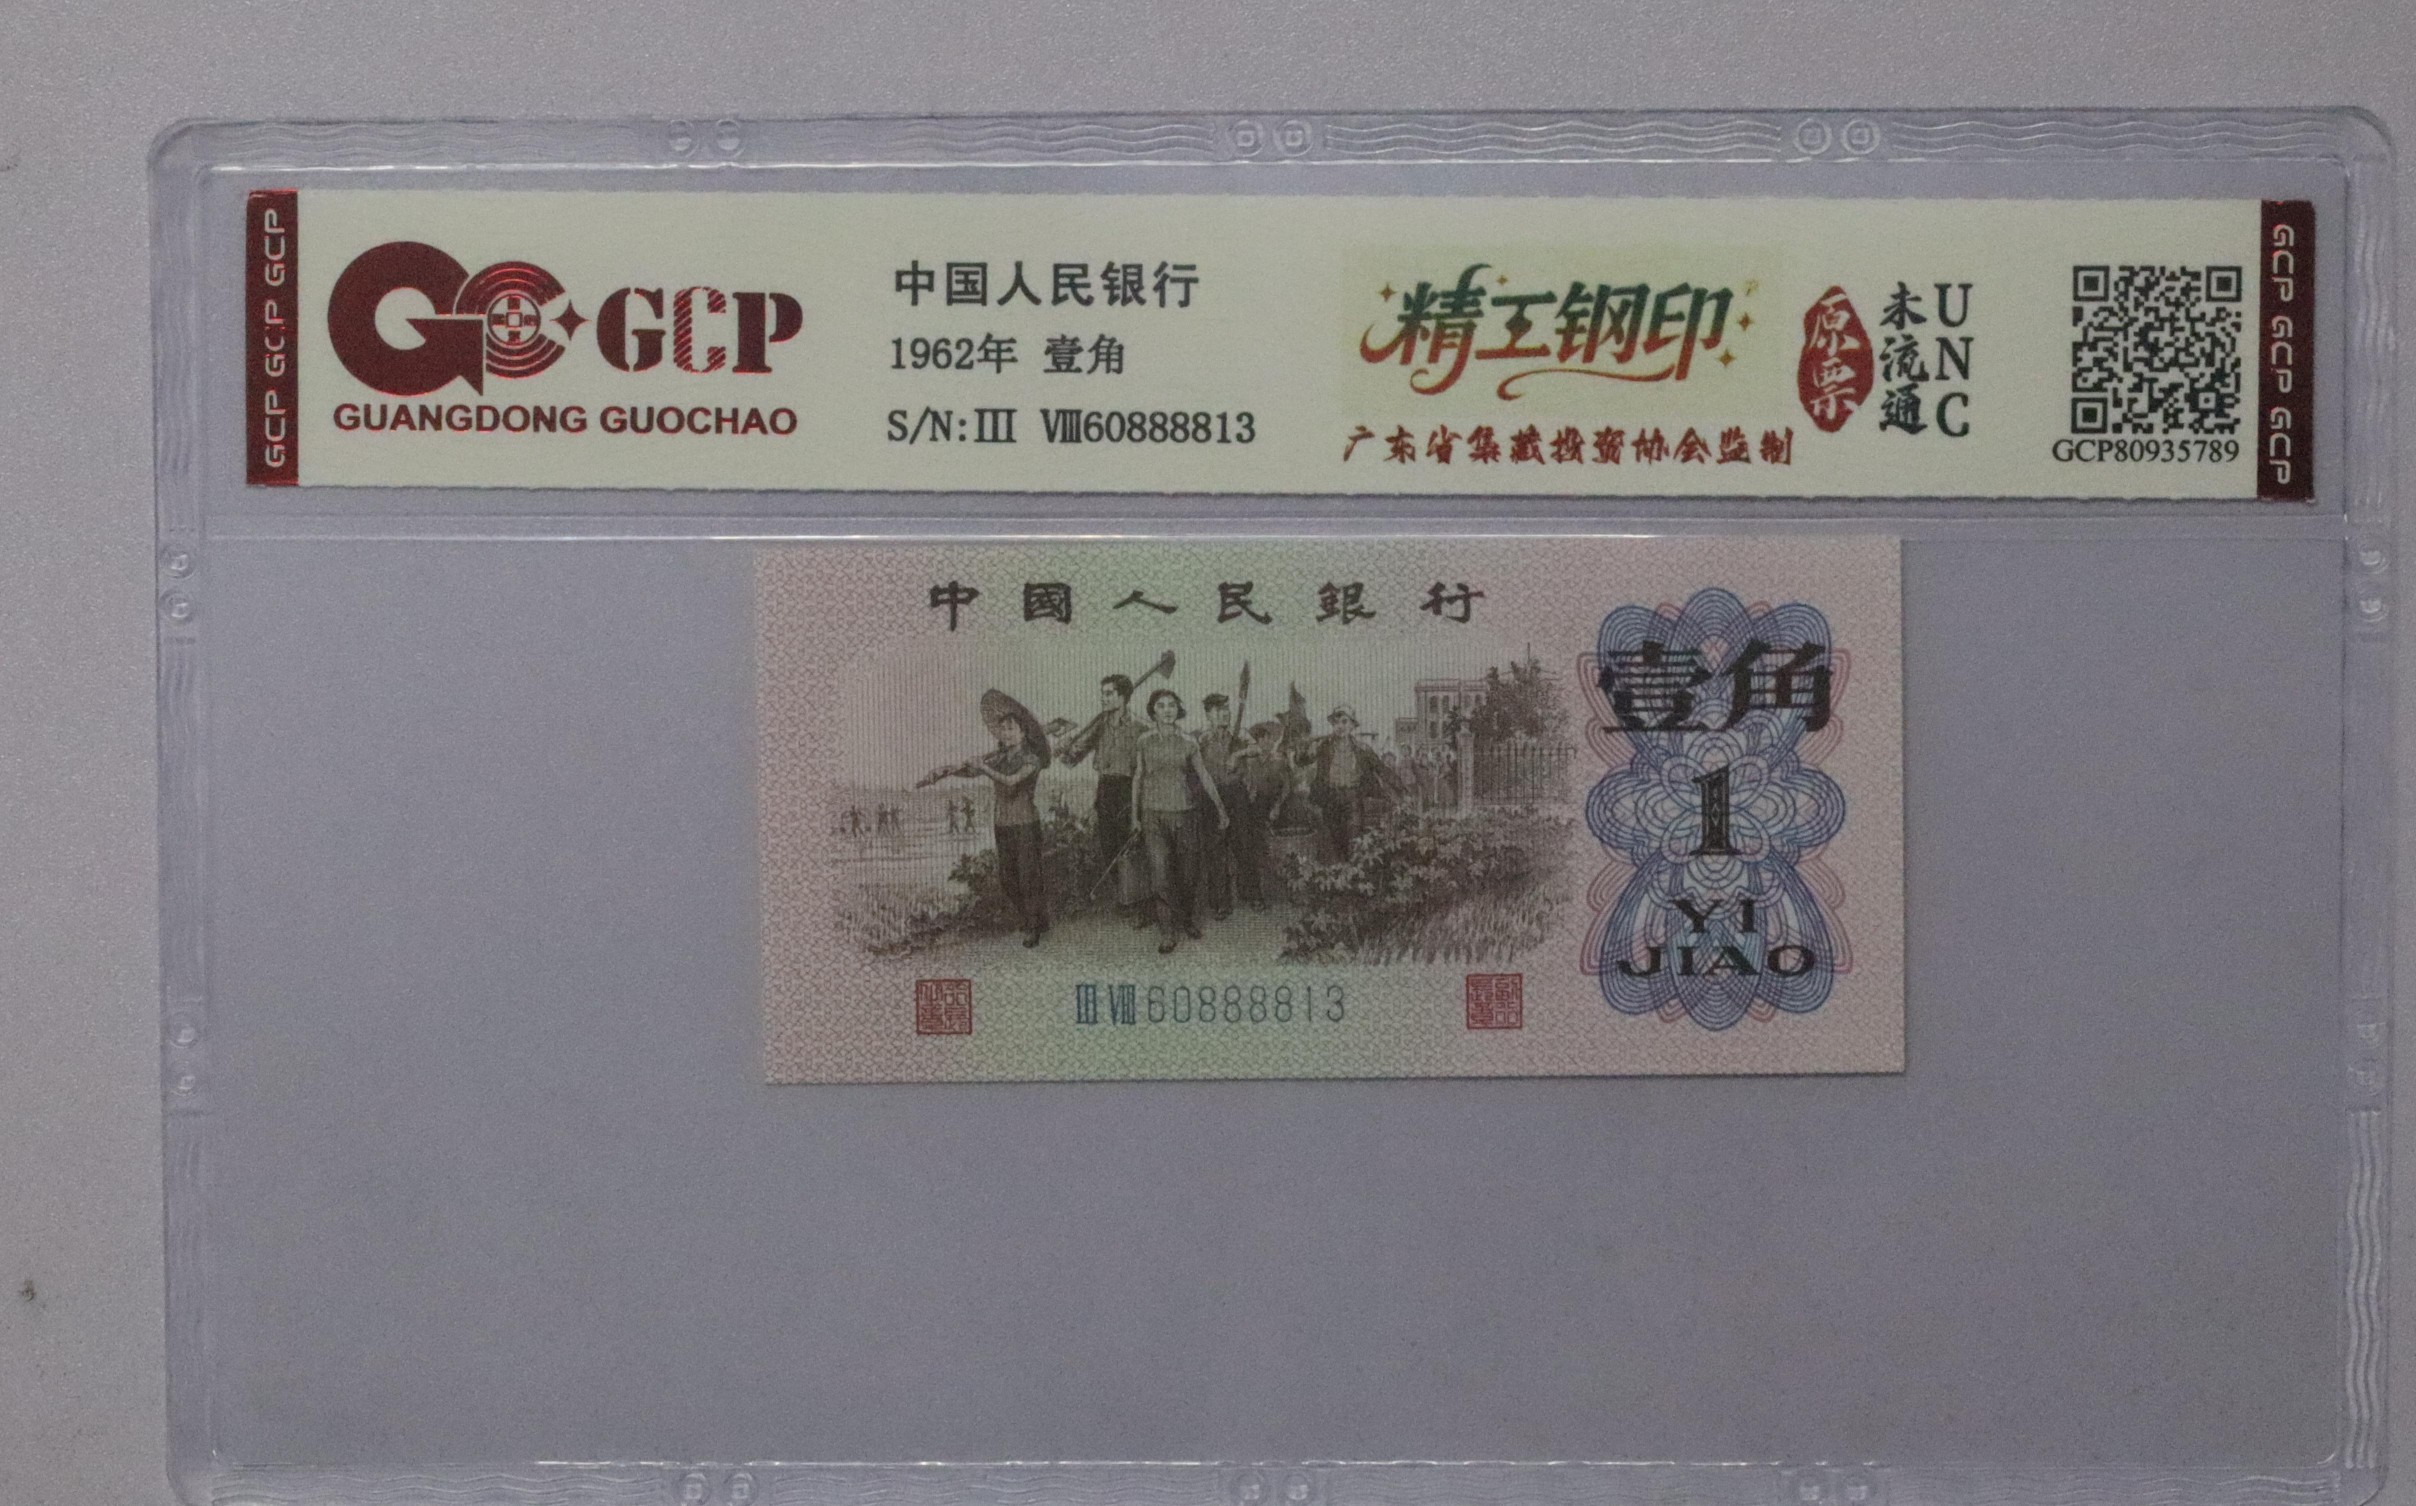 GCP GCP GCP
GCP
GUANGDONG GUOCHAO
中国人民银行
1962年 壹角
S/N:III VIII60888813
精工钢印
广东省集藏投资协会监制
原票
未流通
UNC
GCP80935789
GCP GCP GCP
中國人民銀行
壹角
1
YI
JIAO
III VIII 60888813